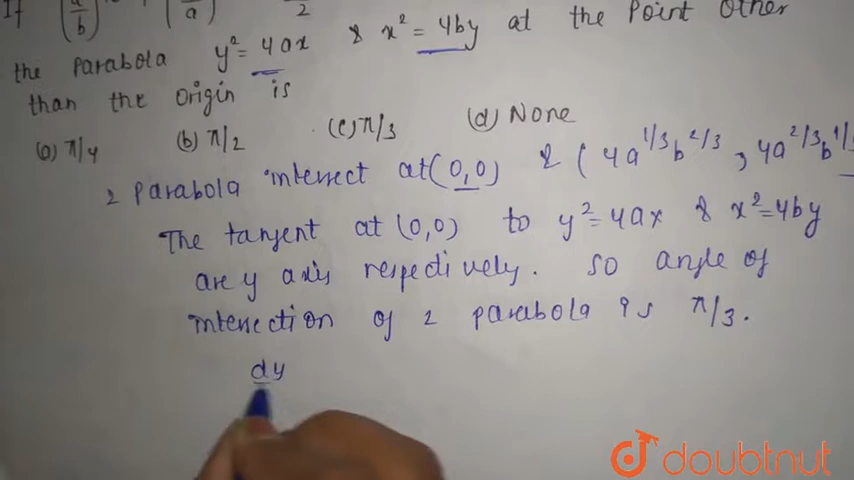 If (a/b) (a) 2
the Parabola y²= 4ax & x² = 4by at the Point Other
than the Origin is
(a) π/4 (b) π/2 (c) π/3 (d) None
2 Parabola intersect at (0,0) & (4a^1/3 b^2/3, 4a^2/3 b^1/3
The tangent at (0,0) to y²=4ax & x²=4by
are y axis respectively. so angle of
intersection of 2 parabola is π/3.
dy
doubtnut